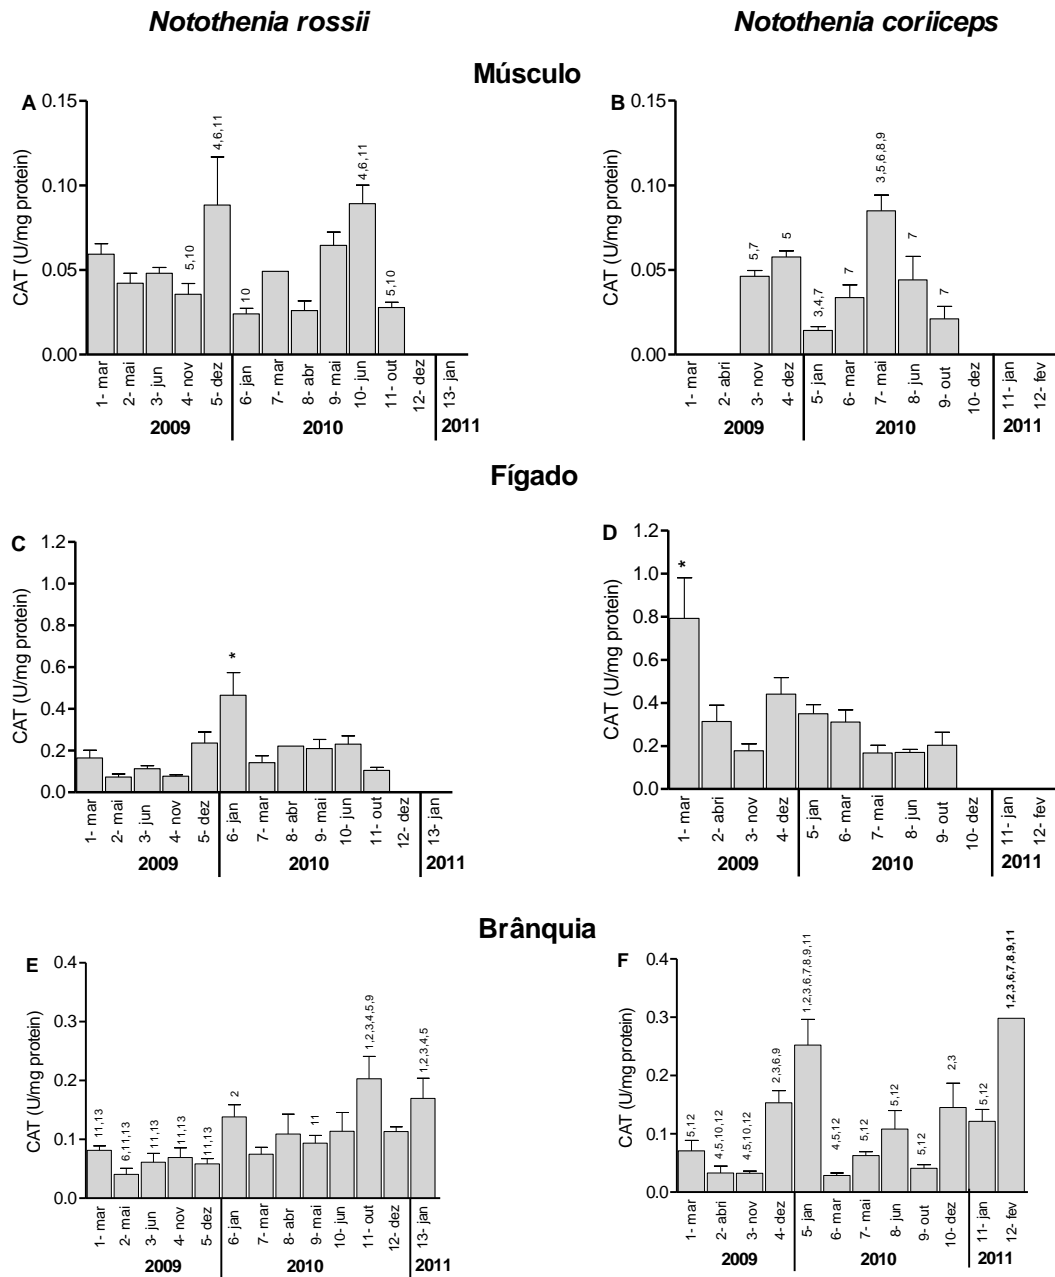 Notothenia rossii
Notothenia coriiceps
Músculo
A
CAT (U/mg protein)
0.15
0.10
0.05
0.00
5,10
4,6,11
10
4,6,11
5,10
1- mar
2- mai
3- jun
4- nov
5- dez
6- jan
7- mar
8- abr
9- mai
10- jun
11- out
12- dez
13- jan
2009
2010
2011
B
CAT (U/mg protein)
0.15
0.10
0.05
0.00
5,7
5
3,4,7
7
3,5,6,8,9
7
7
1- mar
2- abri
3- nov
4- dez
5- jan
6- mar
7- mai
8- jun
9- out
10- dez
11- jan
12- fev
2009
2010
2011
Fígado
C
CAT (U/mg protein)
1.2
1.0
0.8
0.6
0.4
0.2
0.0
*
1- mar
2- mai
3- jun
4- nov
5- dez
6- jan
7- mar
8- abr
9- mai
10- jun
11- out
12- dez
13- jan
2009
2010
2011
D
CAT (U/mg protein)
1.2
1.0
0.8
0.6
0.4
0.2
0.0
*
1- mar
2- abri
3- nov
4- dez
5- jan
6- mar
7- mai
8- jun
9- out
10- dez
11- jan
12- fev
2009
2010
2011
Brânquia
E
CAT (U/mg protein)
0.4
0.3
0.2
0.1
0.0
11,13
6,11,13
11,13
11,13
11,13
2
11
1,2,3,4,5,9
1,2,3,4,5
1- mar
2- mai
3- jun
4- nov
5- dez
6- jan
7- mar
8- abr
9- mai
10- jun
11- out
12- dez
13- jan
2009
2010
2011
F
CAT (U/mg protein)
0.4
0.3
0.2
0.1
0.0
5,12
4,5,10,12
4,5,10,12
2,3,6,9
1,2,3,6,7,8,9,11
4,5,12
5,12
5,12
5,12
2,3
5,12
1,2,3,6,7,8,9,11
1- mar
2- abri
3- nov
4- dez
5- jan
6- mar
7- mai
8- jun
9- out
10- dez
11- jan
12- fev
2009
2010
2011